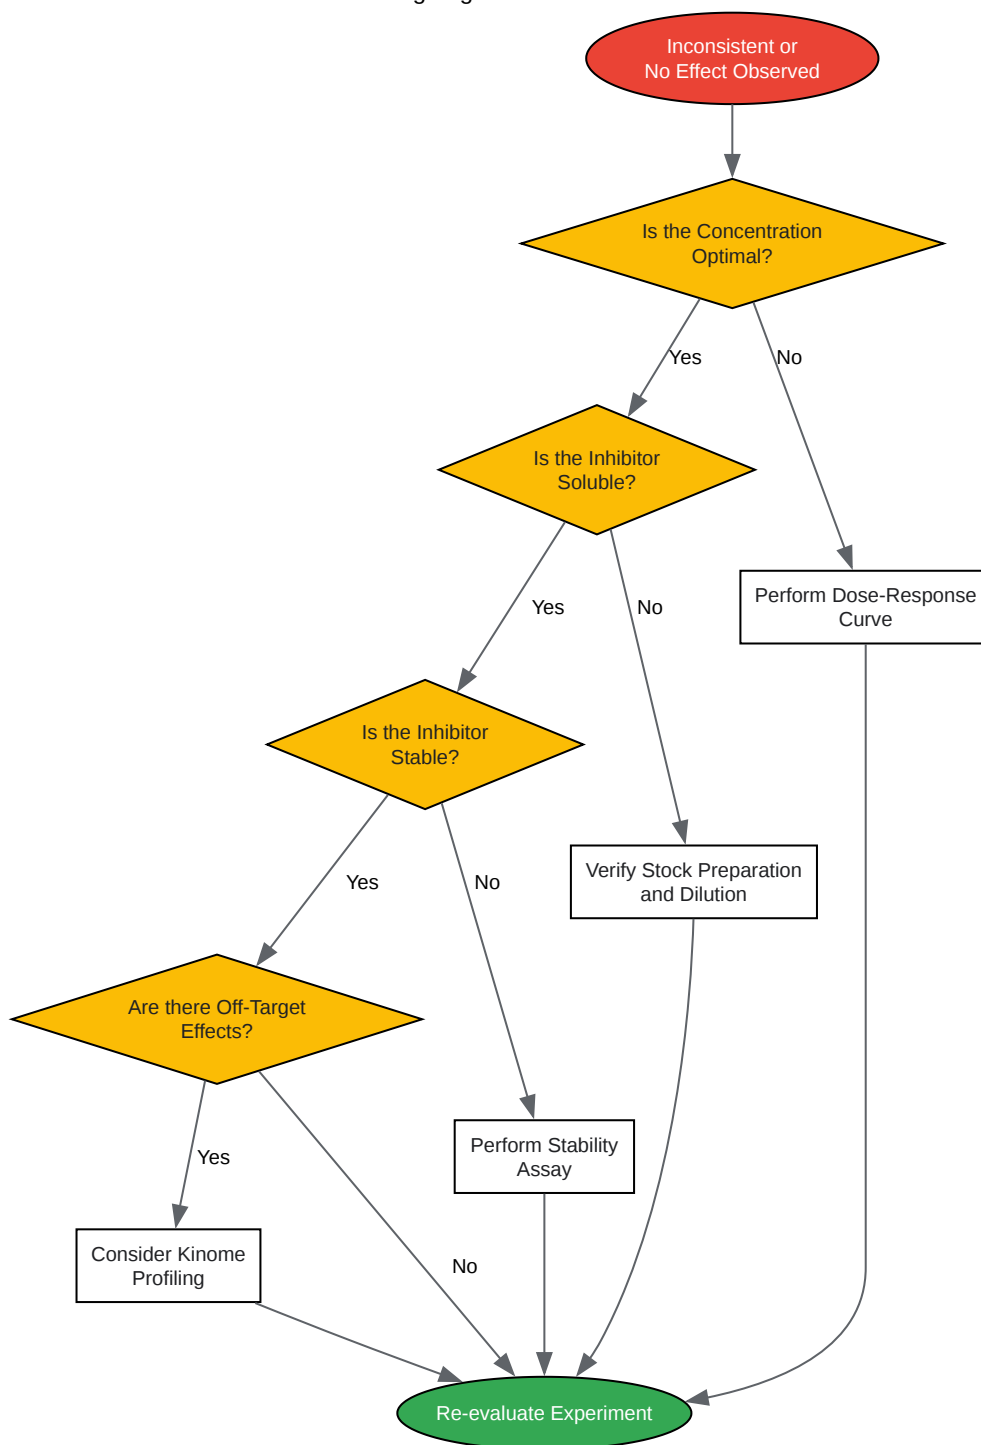 Inconsistent or
No Effect Observed
Is the Concentration
Optimal?
Yes
No
Is the Inhibitor
Soluble?
Yes
No
Perform Dose-Response
Curve
Is the Inhibitor
Stable?
Yes
No
Verify Stock Preparation
and Dilution
Are there Off-Target
Effects?
Yes
No
Perform Stability
Assay
Consider Kinome
Profiling
Re-evaluate Experiment